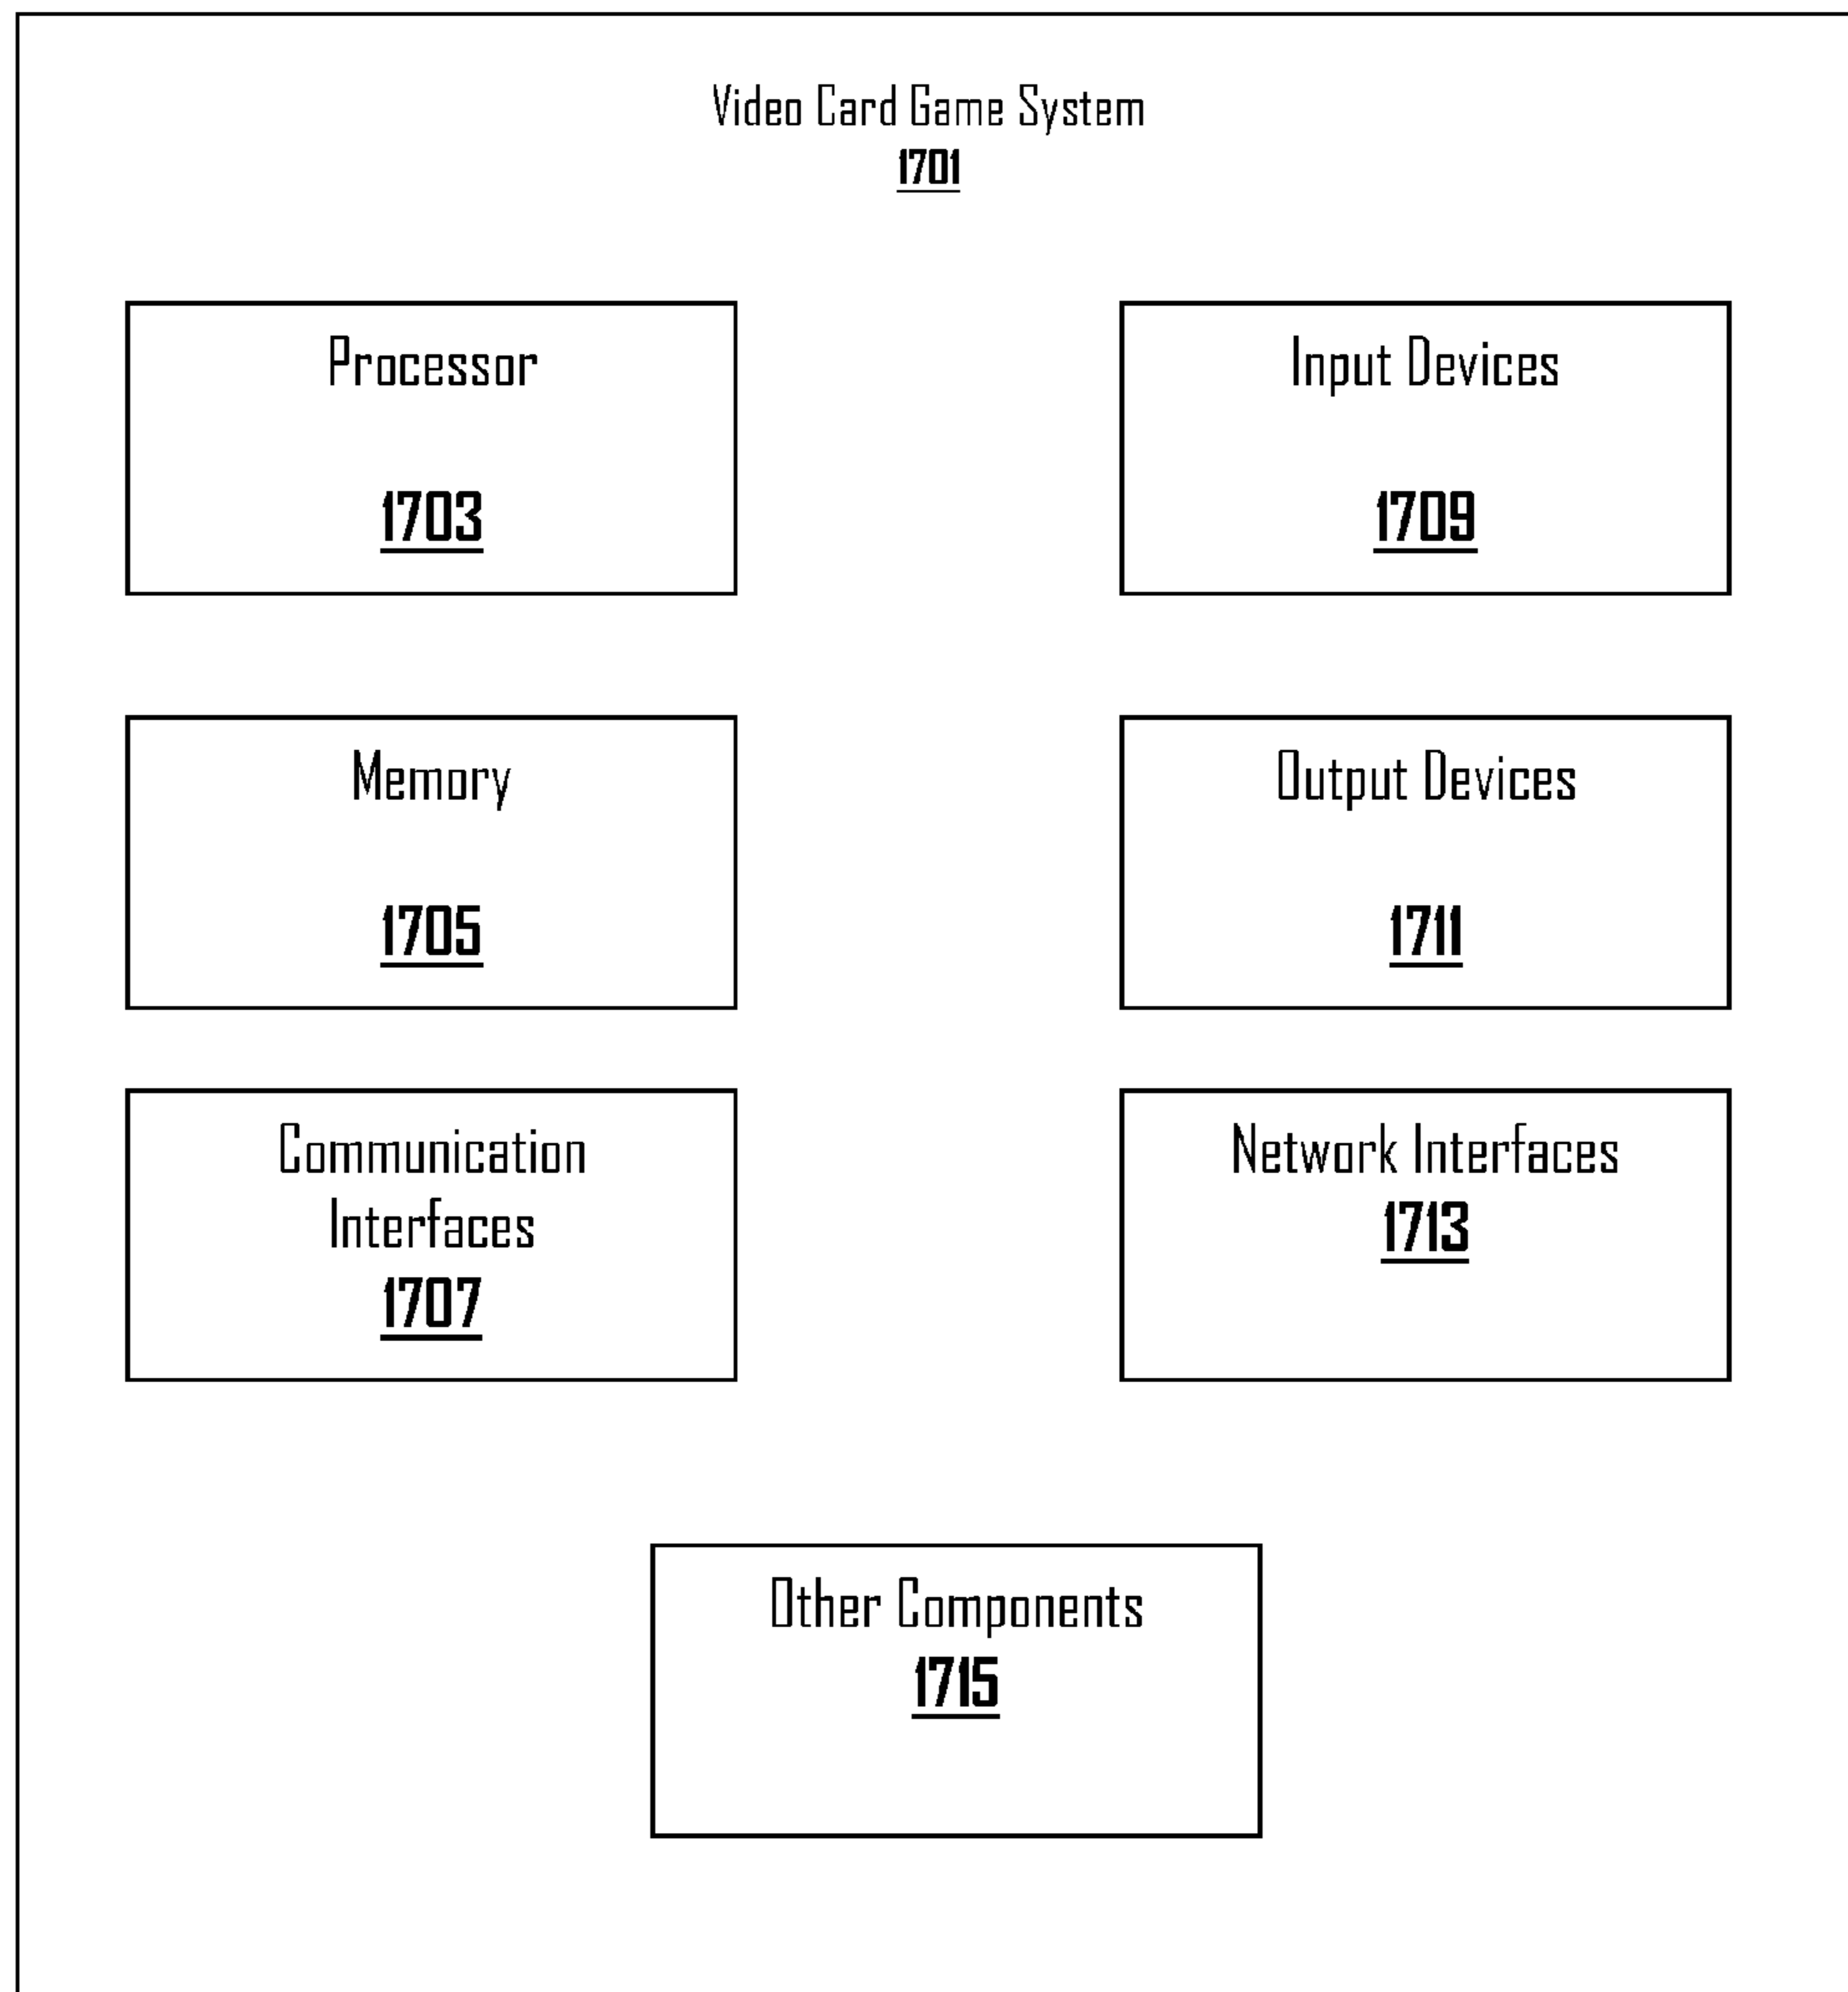 Video Card Game System
1701
Processor
1703
Input Devices
1709
Memory
1705
Output Devices
1711
Communication
Interfaces
1707
Network Interfaces
1713
Other Components
1715